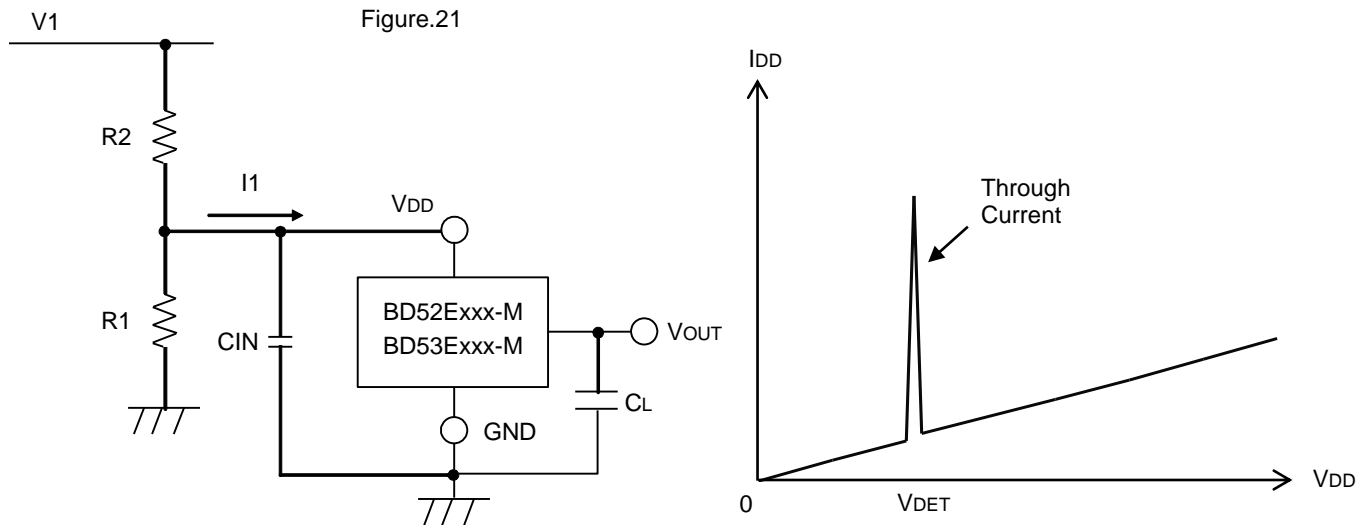 Figure.21
V1
R2
I1
VDD
R1
CIN
BD52Exxx-M
BD53Exxx-M
VOUT
CL
GND
IDD
Through
Current
0
VDET
VDD